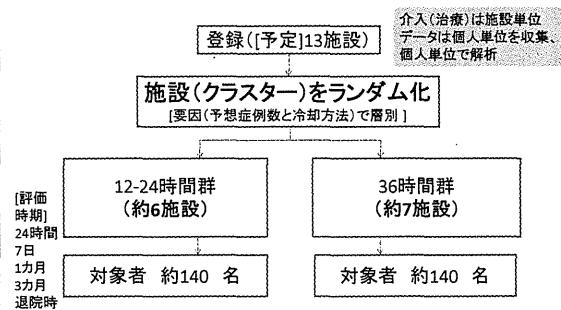 介入(治療)は施設単位
データは個人単位を収集、
個人単位で解析
登録([予定]13施設)
施設(クラスター)をランダム化
[要因(予想症例数と冷却方法)で層別]
12-24時間群
(約6施設)
36時間群
(約7施設)
[評価
時期]
24時間
7日
1カ月
3カ月
退院時
対象者 約140 名
対象者 約140 名